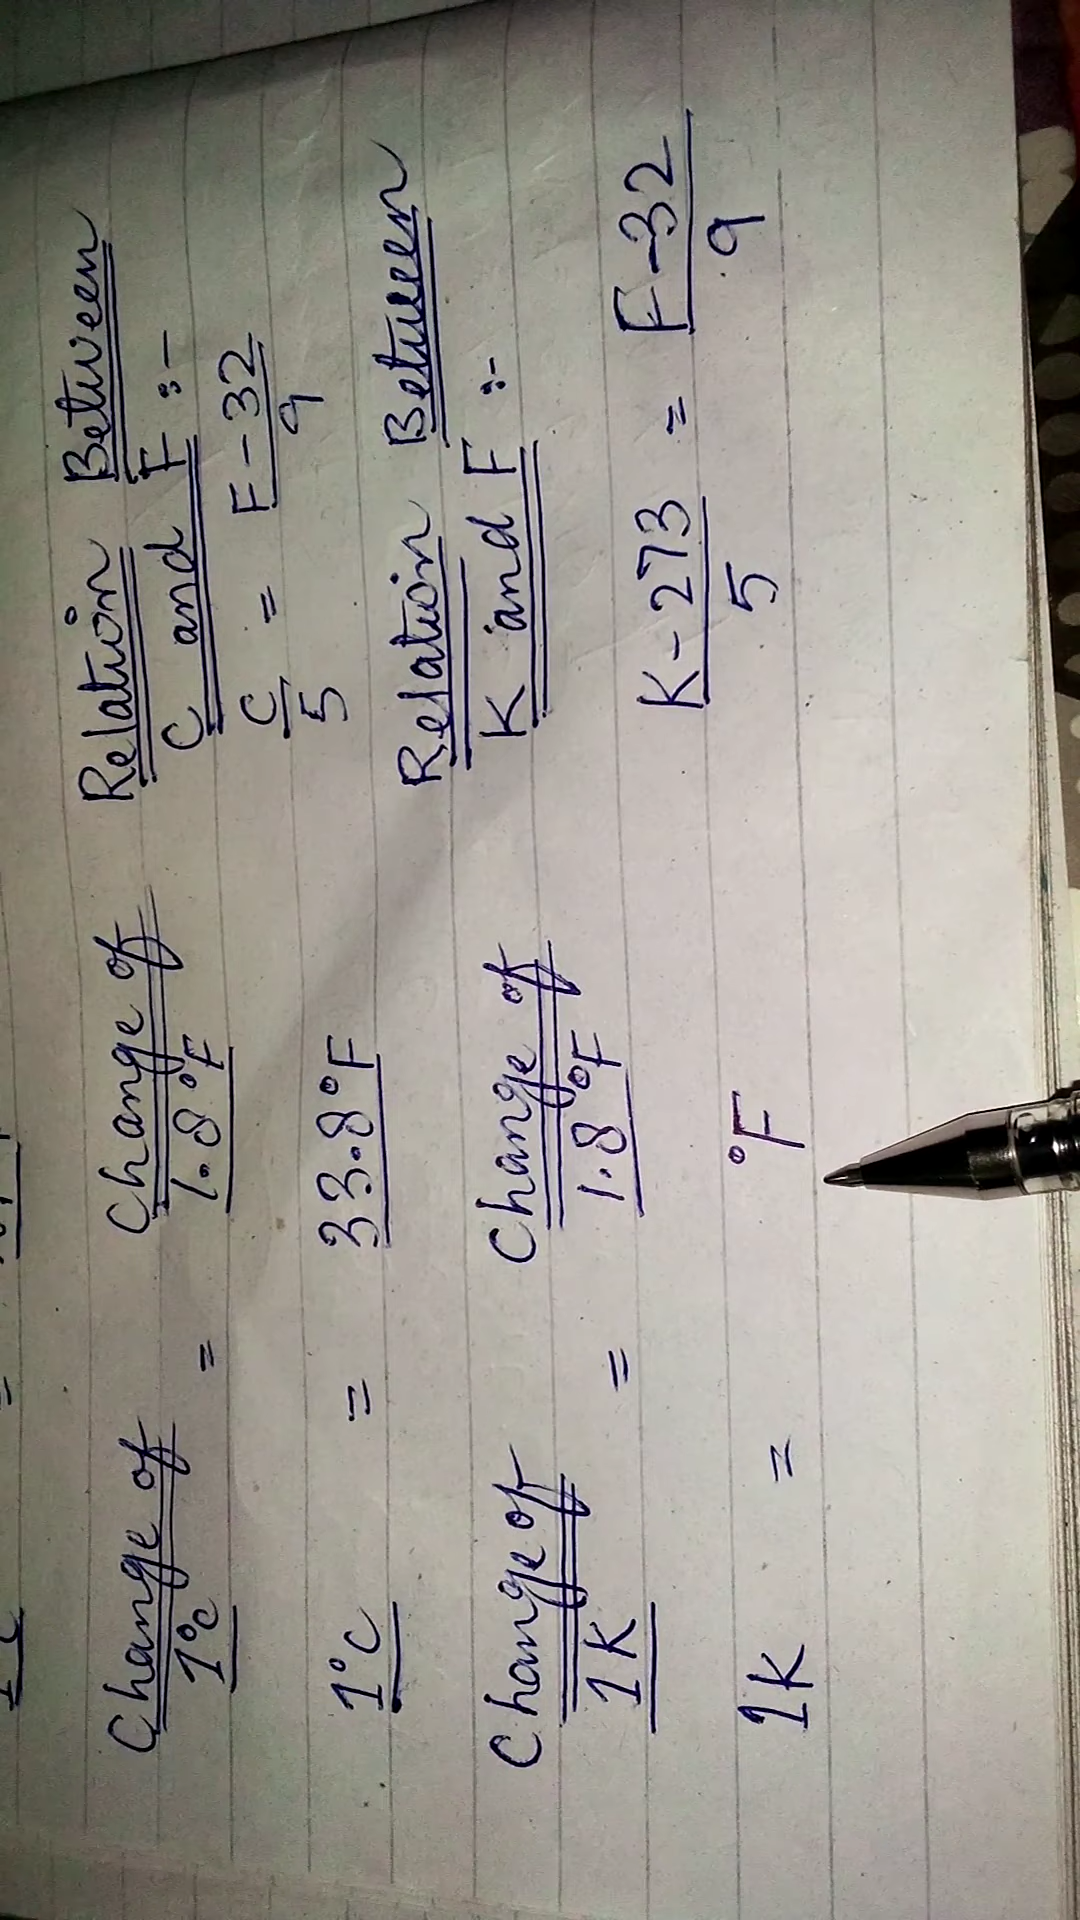 Change of = Change of
1°C 1.8°F
1°C = 33.8°F
Change of = Change of
1K 1.8°F
1K = °F
Relation Between
C and F :-
C/5 = F-32/9
Relation Between
K and F :-
K-273/5 = F-32/9